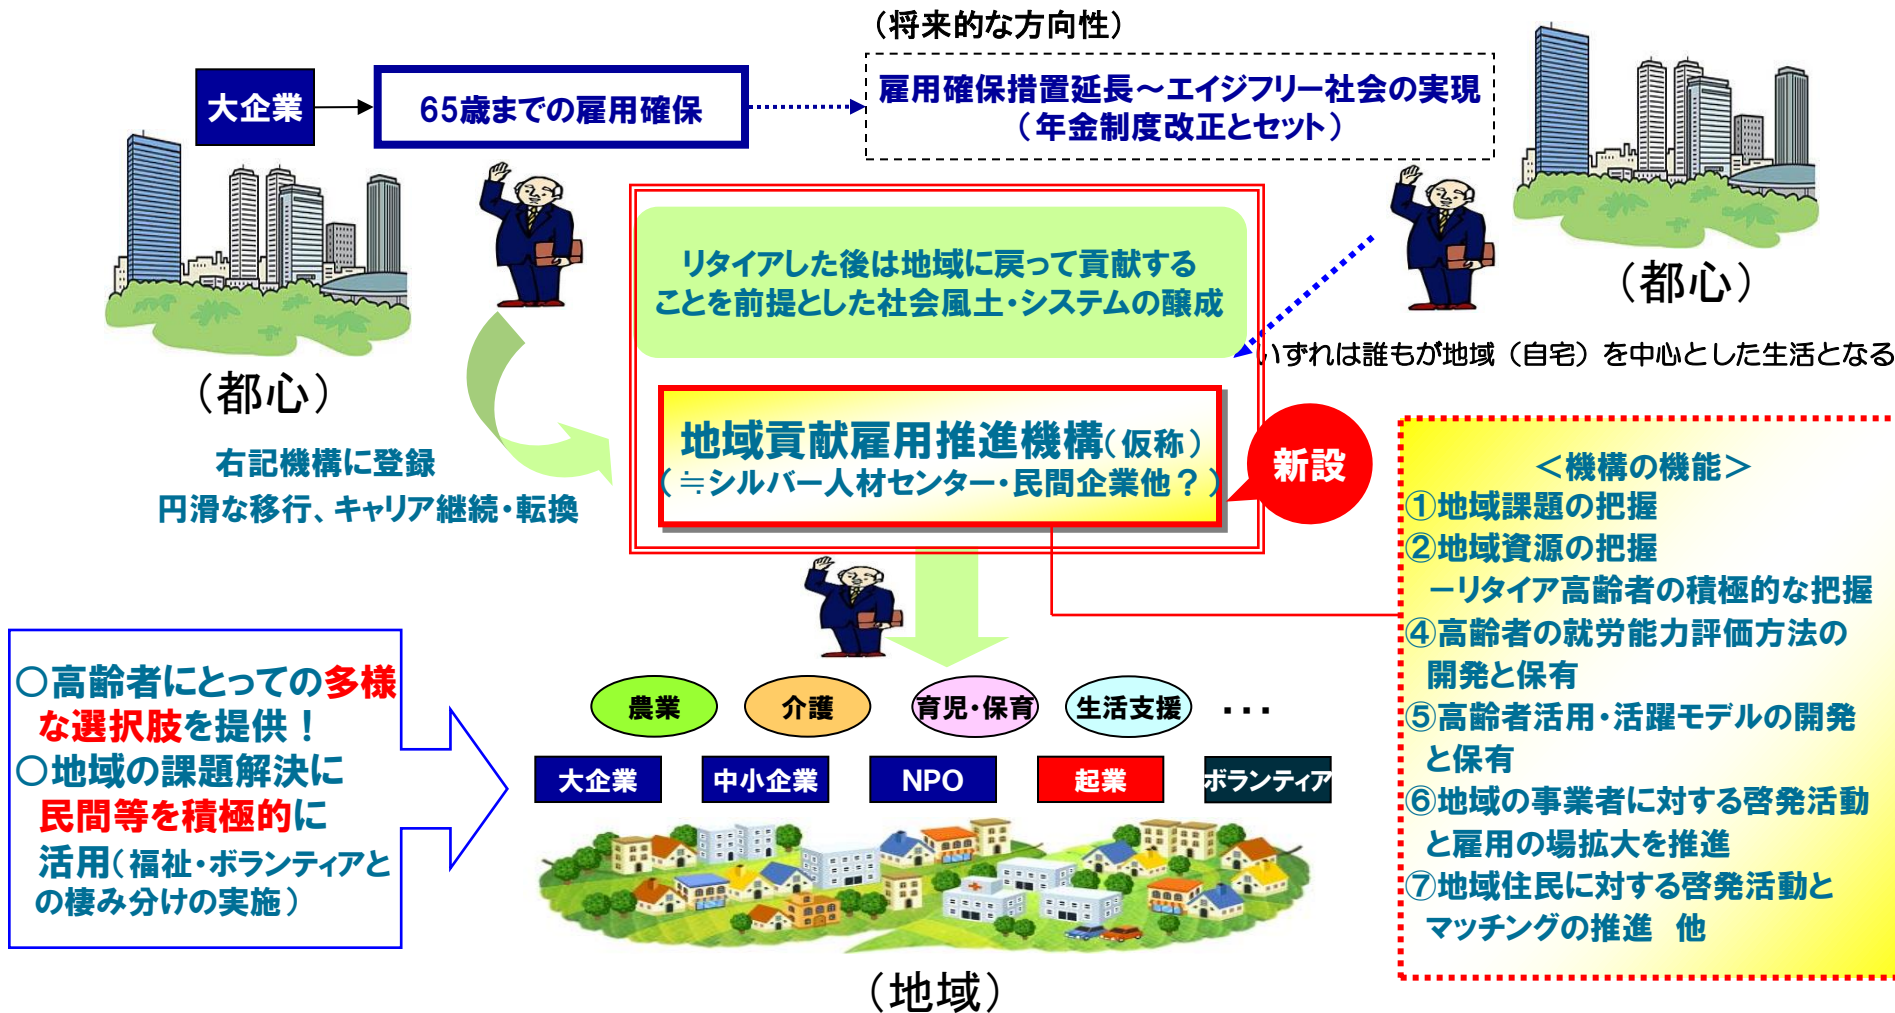 （将来的な方向性）
大企業
65歳までの雇用確保
雇用確保措置延長～エイジフリー社会の実現
（年金制度改正とセット）
（都心）
（都心）
リタイアした後は地域に戻って貢献する
ことを前提とした社会風土・システムの醸成
いずれは誰もが地域（自宅）を中心とした生活となる
地域貢献雇用推進機構（仮称）
（≒シルバー人材センター・民間企業他？）
新設
右記機構に登録
円滑な移行、キャリア継続・転換
＜機構の機能＞
①地域課題の把握
②地域資源の把握
－リタイア高齢者の積極的な把握
④高齢者の就労能力評価方法の
開発と保有
⑤高齢者活用・活躍モデルの開発
と保有
⑥地域の事業者に対する啓発活動
と雇用の場拡大を推進
⑦地域住民に対する啓発活動と
マッチングの推進　他
○高齢者にとっての多様
な選択肢を提供！
○地域の課題解決に
民間等を積極的に
活用（福祉・ボランティアと
の棲み分けの実施）
農業
介護
育児・保育
生活支援
・・・
大企業
中小企業
NPO
起業
ボランティア
（地域）